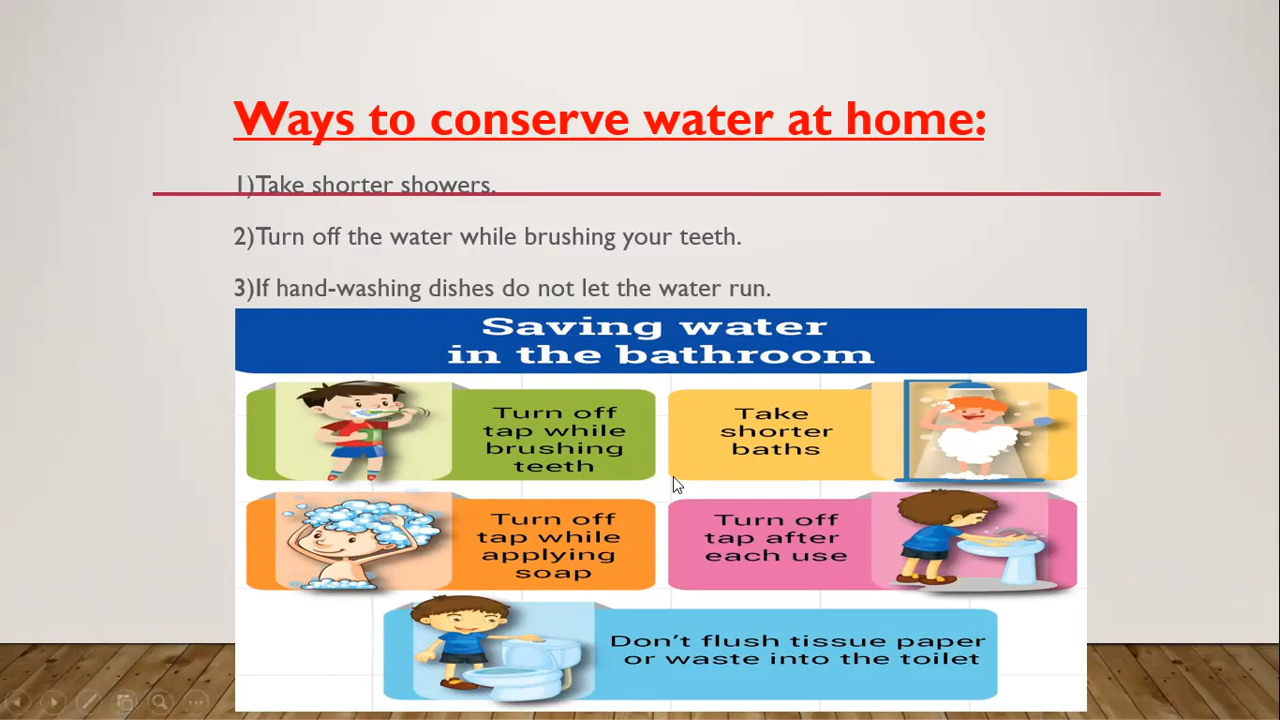 Ways to conserve water at home:
1)Take shorter showers.
2)Turn off the water while brushing your teeth.
3)If hand-washing dishes do not let the water run.
Saving water
in the bathroom
Turn off
tap while
brushing
teeth
Take
shorter
baths
Turn off
tap while
applying
soap
Turn off
tap after
each use
Don't flush tissue paper
or waste into the toilet